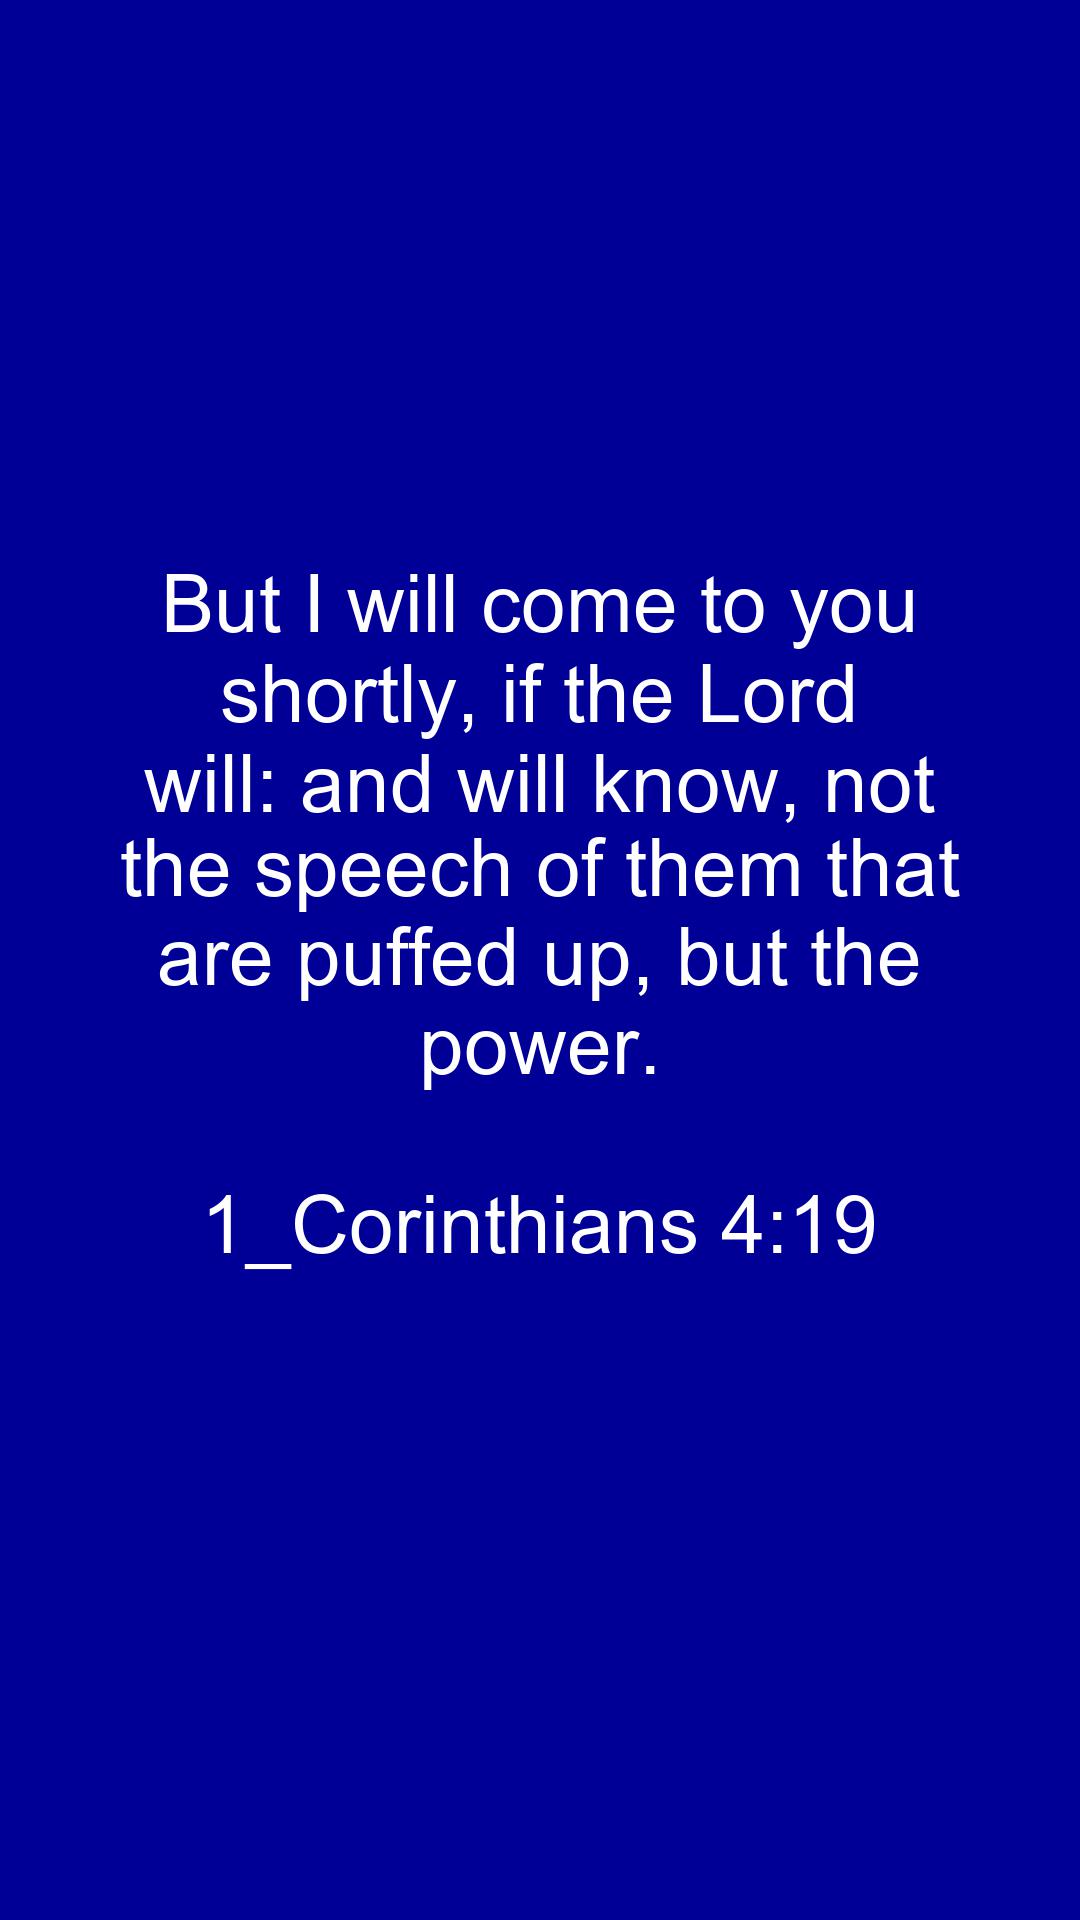 But I will come to you
shortly, if the Lord
will: and will know, not
the speech of them that
are puffed up, but the
power.
1_Corinthians 4:19